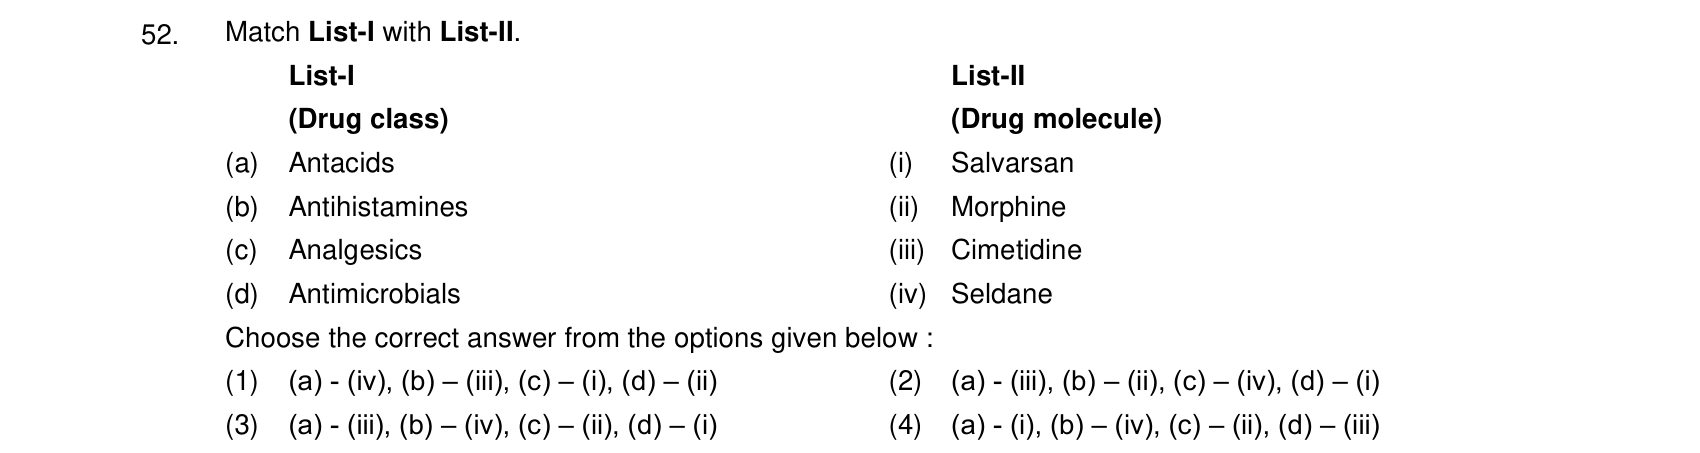 52. Match List-I with List-II.
List-I List-II
(Drug class) (Drug molecule)
(a) Antacids (i) Salvarsan
(b) Antihistamines (ii) Morphine
(c) Analgesics (iii) Cimetidine
(d) Antimicrobials (iv) Seldane
Choose the correct answer from the options given below :
(1) (a) - (iv), (b) – (iii), (c) – (i), (d) – (ii) (2) (a) - (iii), (b) – (ii), (c) – (iv), (d) – (i)
(3) (a) - (iii), (b) – (iv), (c) – (ii), (d) – (i) (4) (a) - (i), (b) – (iv), (c) – (ii), (d) – (iii)